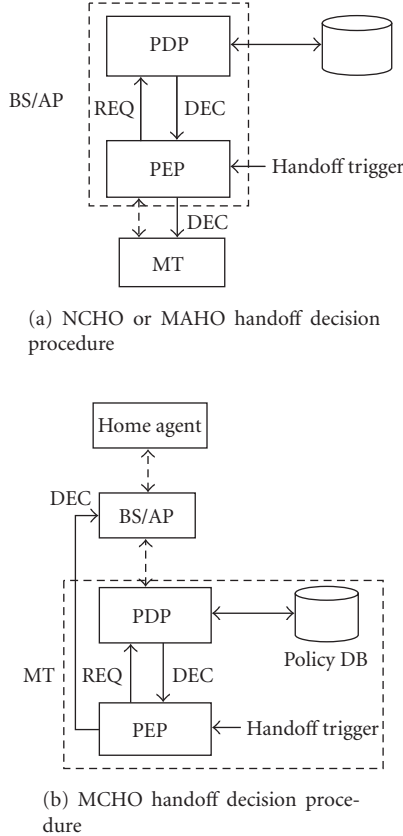 PDP
BS/AP
REQ
DEC
PEP
Handoff trigger
DEC
MT
(a) NCHO or MAHO handoff decision
procedure
Home agent
DEC
BS/AP
PDP
Policy DB
MT
REQ
DEC
PEP
Handoff trigger
(b) MCHO handoff decision proce-
dure